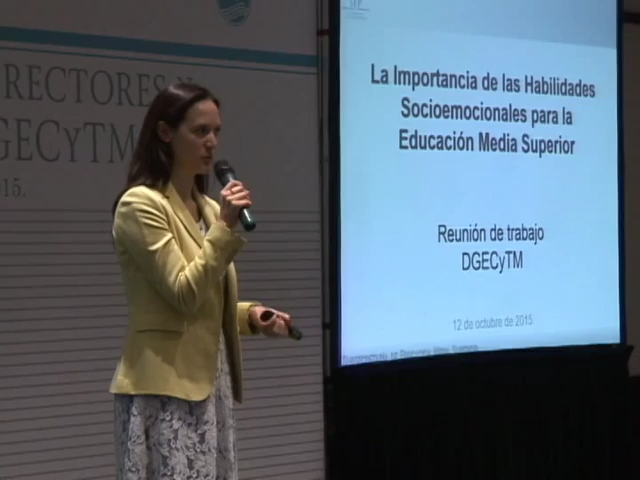 RECTORES Y
GECyTM
15.
La Importancia de las Habilidades
Socioemocionales para la
Educación Media Superior
Reunión de trabajo
DGECyTM
12 de octubre de 2015.